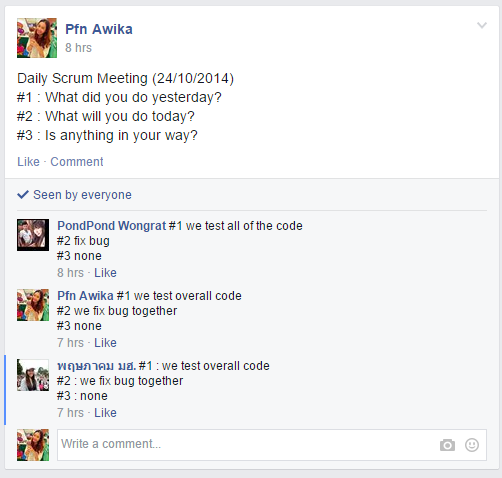 Pfn Awika
8 hrs
Daily Scrum Meeting (24/10/2014)
#1 : What did you do yesterday?
#2 : What will you do today?
#3 : Is anything in your way?
Like · Comment
Seen by everyone
PondPond Wongrat #1 we test all of the code
#2 fix bug
#3 none
8 hrs · Like
Pfn Awika #1 we test overall code
#2 we fix bug together
#3 none
7 hrs · Like
พฤษภาคม มฮ. #1 : we test overall code
#2 : we fix bug together
#3 : none
7 hrs · Like
Write a comment...